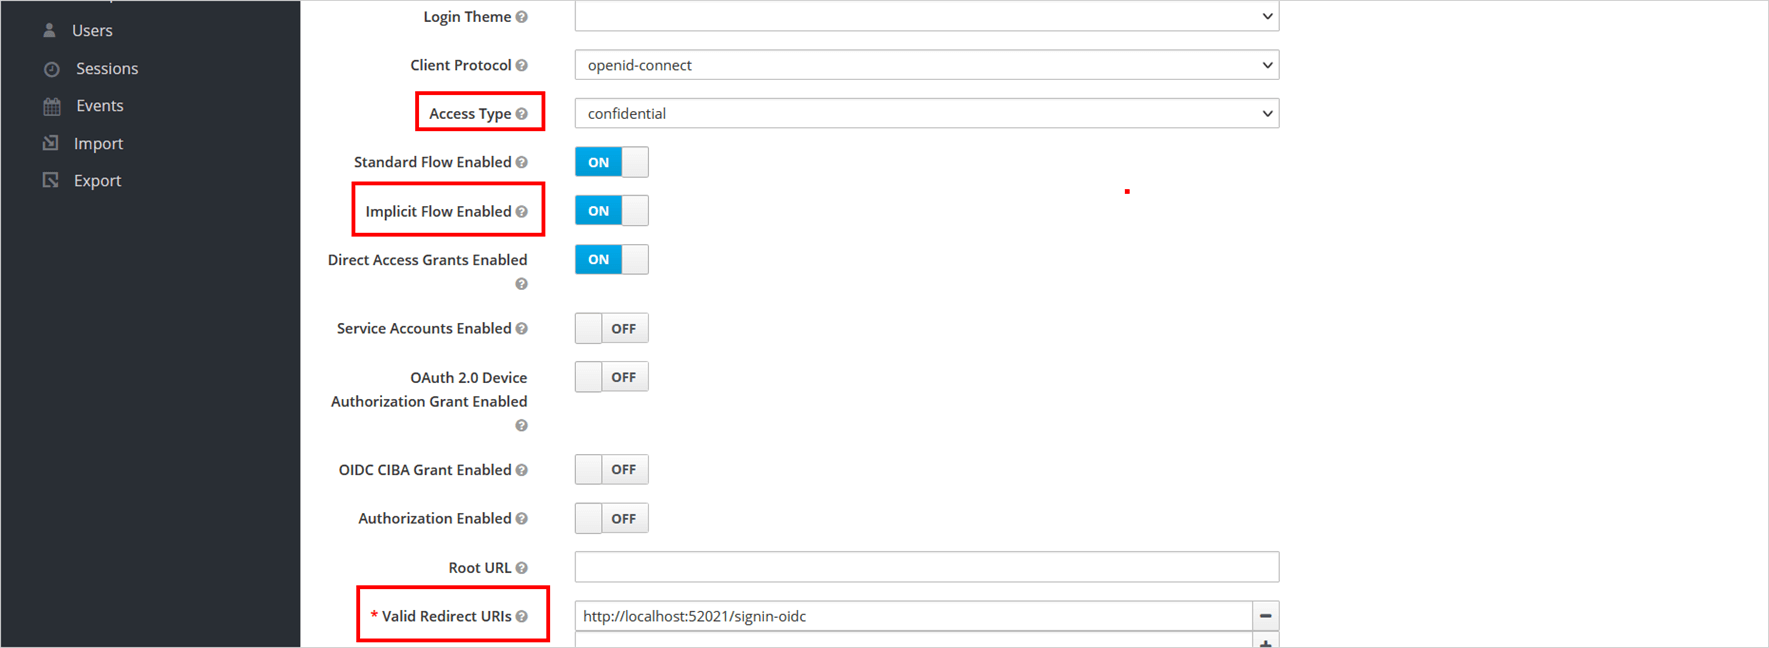 Users
Sessions
Events
Import
Export
Login Theme
Client Protocol
openid-connect
Access Type
confidential
Standard Flow Enabled
ON
Implicit Flow Enabled
ON
Direct Access Grants Enabled
ON
Service Accounts Enabled
OFF
OAuth 2.0 Device
Authorization Grant Enabled
OFF
OIDC CIBA Grant Enabled
OFF
Authorization Enabled
OFF
Root URL
* Valid Redirect URIs
http://localhost:52021/signin-oidc